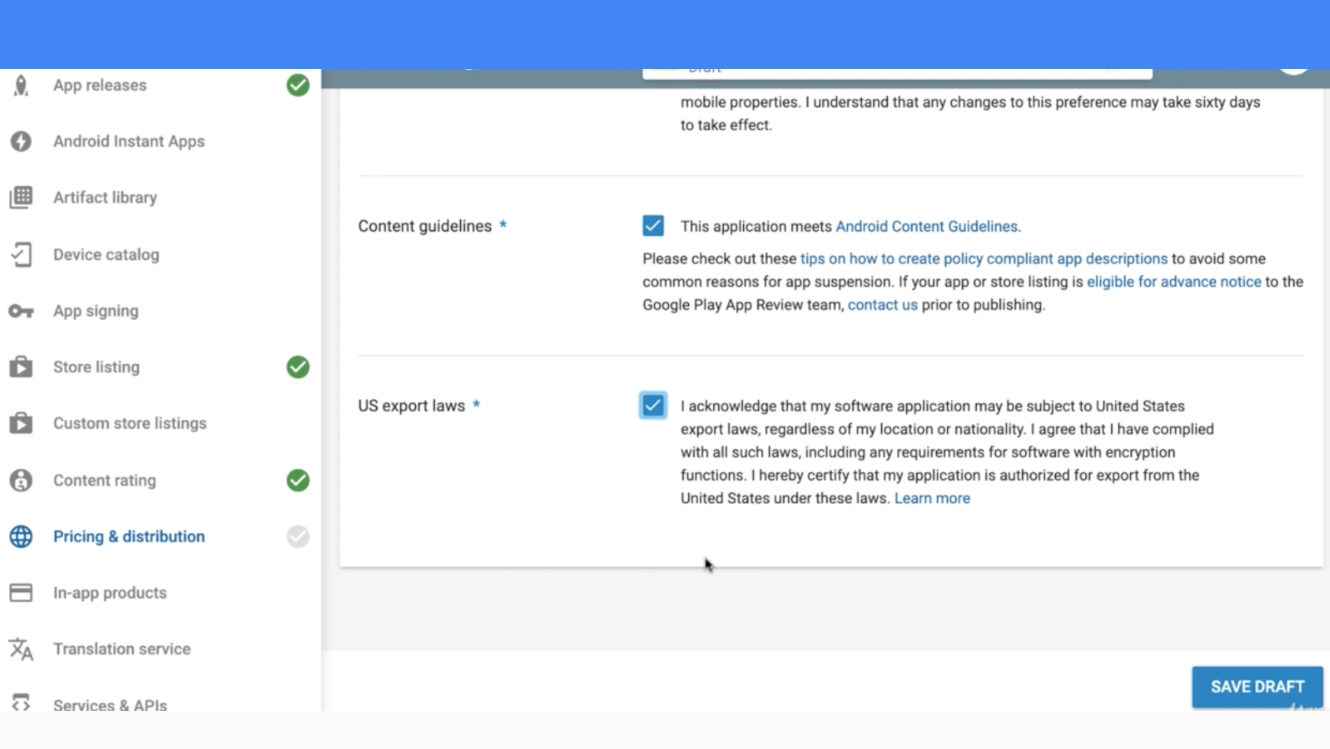 Draft
App releases
Android Instant Apps
Artifact library
Device catalog
App signing
Store listing
Custom store listings
Content rating
Pricing & distribution
In-app products
Translation service
Services & APIs
mobile properties. I understand that any changes to this preference may take sixty days
to take effect.
Content guidelines *
This application meets Android Content Guidelines.
Please check out these tips on how to create policy compliant app descriptions to avoid some
common reasons for app suspension. If your app or store listing is eligible for advance notice to the
Google Play App Review team, contact us prior to publishing.
US export laws *
I acknowledge that my software application may be subject to United States
export laws, regardless of my location or nationality. I agree that I have complied
with all such laws, including any requirements for software with encryption
functions. I hereby certify that my application is authorized for export from the
United States under these laws. Learn more
SAVE DRAFT